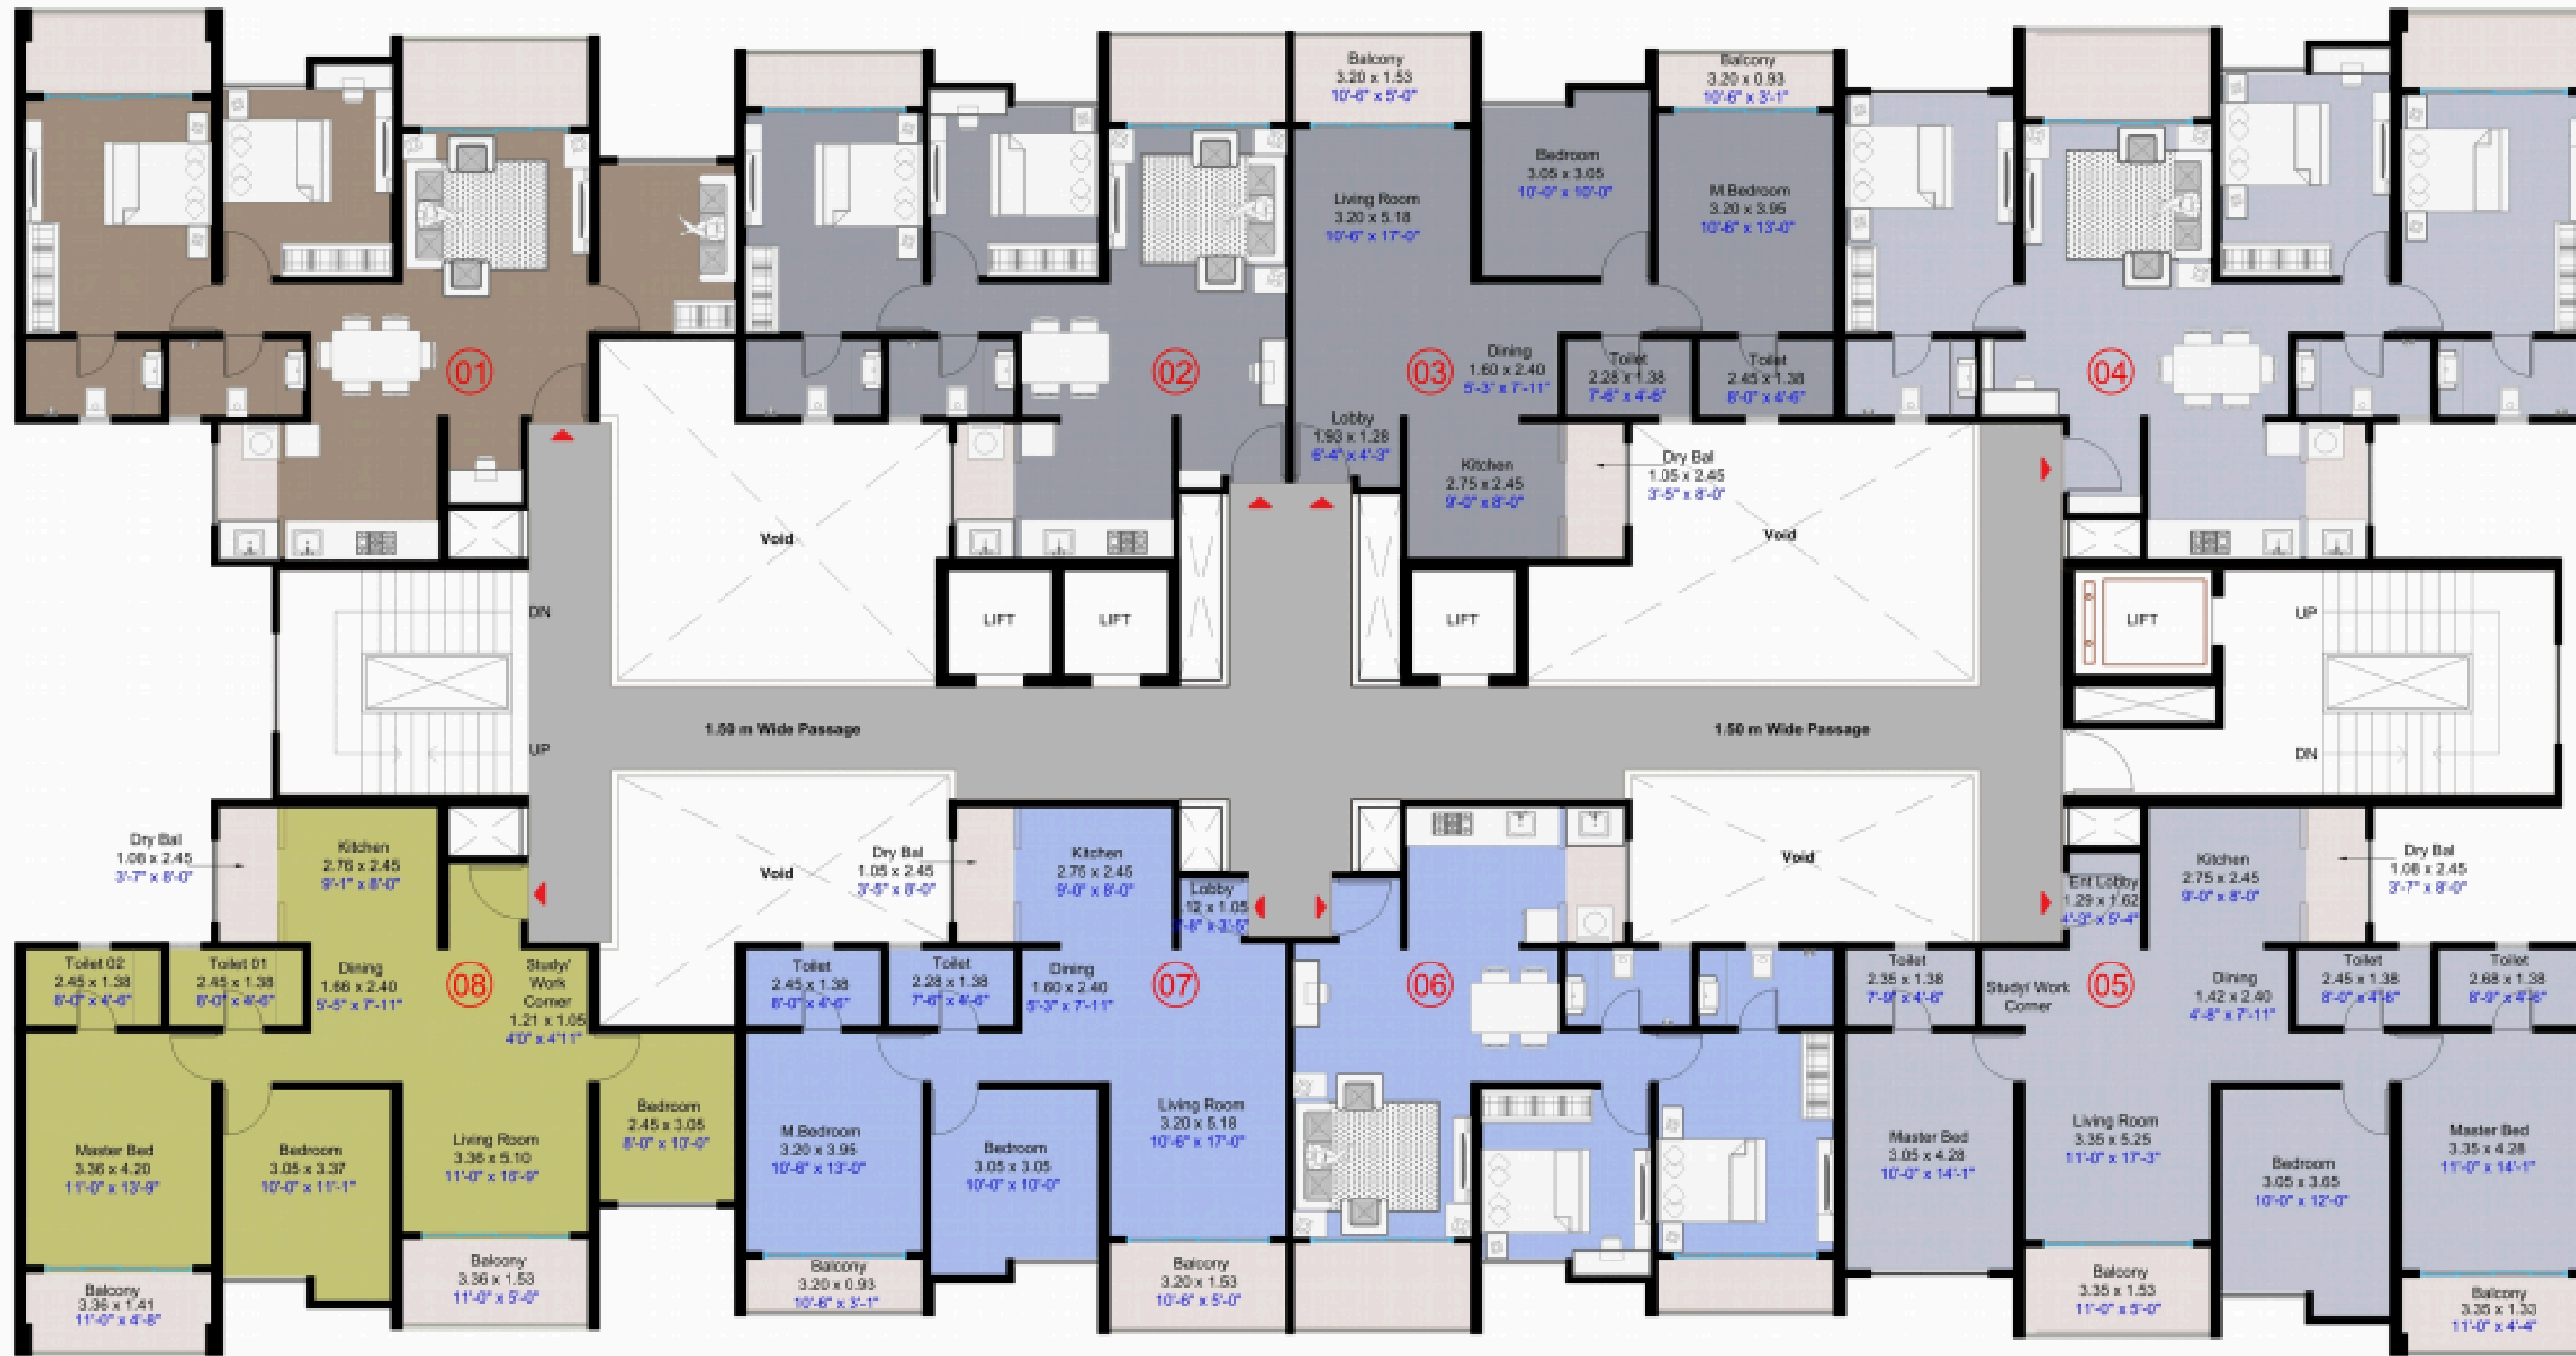 Balcony
3.20 x 1.53
10'-6" x 5'-0"
Balcony
3.20 x 0.93
10'-6" x 3'-1"
Living Room
3.20 x 5.18
10'-6" x 17'-0"
Bedroom
3.05 x 3.05
10'-0" x 10'-0"
M.Bedroom
3.20 x 3.95
10'-6" x 13'-0"
01
02
03
Dining
1.60 x 2.40
5'-3" x 7'-11"
Toilet
2.28 x 1.38
7'-6" x 4'-6"
Toilet
2.45 x 1.38
8'-0" x 4'-6"
04
Lobby
1.93 x 1.28
6'-4" x 4'-3"
Kitchen
2.75 x 2.45
9'-0" x 8'-0"
Dry Bal
1.05 x 2.45
3'-5" x 8'-0"
Void
Void
DN
LIFT
LIFT
LIFT
LIFT
UP
UP
1.50 m Wide Passage
1.50 m Wide Passage
DN
Dry Bal
1.08 x 2.45
3'-7" x 8'-0"
Kitchen
2.76 x 2.45
9'-1" x 8'-0"
Void
Dry Bal
1.05 x 2.45
3'-5" x 8'-0"
Kitchen
2.75 x 2.45
9'-0" x 8'-0"
Lobby
.12 x 1.05
Void
Ent Lobby
1.29 x 1.62
4'-3" x 5'-4"
Kitchen
2.75 x 2.45
9'-0" x 8'-0"
Dry Bal
1.08 x 2.45
3'-7" x 8'-0"
Toilet 02
2.45 x 1.38
8'-0" x 4'-6"
Toilet 01
2.45 x 1.38
8'-0" x 4'-6"
Dining
1.66 x 2.40
5'-5" x 7'-11"
08
Study/
Work
Corner
1.21 x 1.05
4'0" x 4'11"
Toilet
2.45 x 1.38
8'-0" x 4'-6"
Toilet
2.28 x 1.38
7'-6" x 4'-6"
Dining
1.60 x 2.40
5'-3" x 7'-11"
07
06
Toilet
2.35 x 1.38
7'-9" x 4'-6"
Study/ Work
Corner
05
Dining
1.42 x 2.40
4'-8" x 7'-11"
Toilet
2.45 x 1.38
8'-0" x 4'-6"
Toilet
2.68 x 1.38
8'-9" x 4'-6"
Master Bed
3.36 x 4.20
11'-0" x 13'-9"
Bedroom
3.05 x 3.37
10'-0" x 11'-1"
Living Room
3.36 x 5.10
11'-0" x 16'-9"
Bedroom
2.45 x 3.05
8'-0" x 10'-0"
M.Bedroom
3.20 x 3.95
10'-6" x 13'-0"
Bedroom
3.05 x 3.05
10'-0" x 10'-0"
Living Room
3.20 x 5.18
10'-6" x 17'-0"
Master Bed
3.05 x 4.28
10'-0" x 14'-1"
Living Room
3.35 x 5.25
11'-0" x 17'-3"
Bedroom
3.05 x 3.65
10'-0" x 12'-0"
Master Bed
3.35 x 4.28
11'-0" x 14'-1"
Balcony
3.36 x 1.41
11'-0" x 4'-8"
Balcony
3.36 x 1.53
11'-0" x 5'-0"
Balcony
3.20 x 0.93
10'-6" x 3'-1"
Balcony
3.20 x 1.53
10'-6" x 5'-0"
Balcony
3.35 x 1.53
11'-0" x 5'-0"
Balcony
3.35 x 1.33
11'-0" x 4'-4"